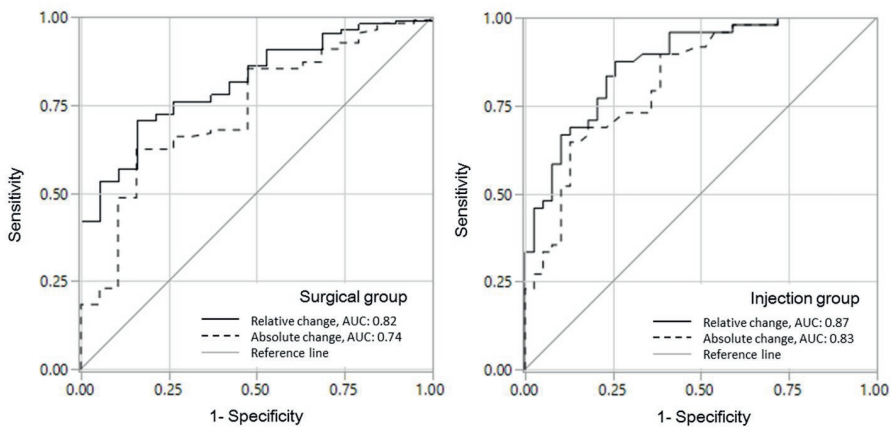 1.00
0.75
0.50
0.25
0.00
Sensitivity
Surgical group
Relative change, AUC: 0.82
Absolute change, AUC: 0.74
Reference line
0.00 0.25 0.50 0.75 1.00
1- Specificity
1.00
0.75
0.50
0.25
0.00
Sensitivity
Injection group
Relative change, AUC: 0.87
Absolute change, AUC: 0.83
Reference line
0.00 0.25 0.50 0.75 1.00
1- Specificity